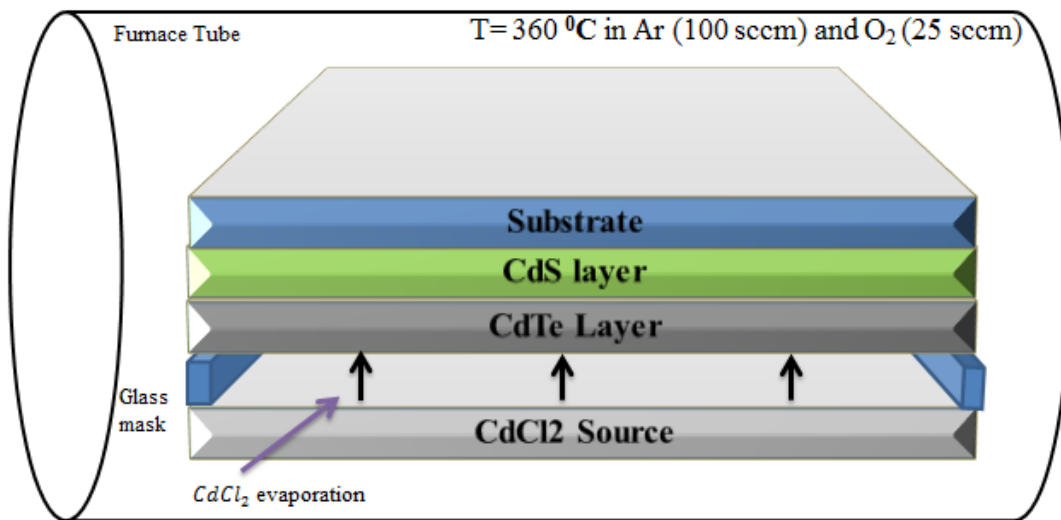 Furnace Tube
T= 360 ⁰C in Ar (100 sccm) and O₂ (25 sccm)
Substrate
CdS layer
CdTe Layer
Glass
mask
CdCl2 Source
CdCl₂ evaporation